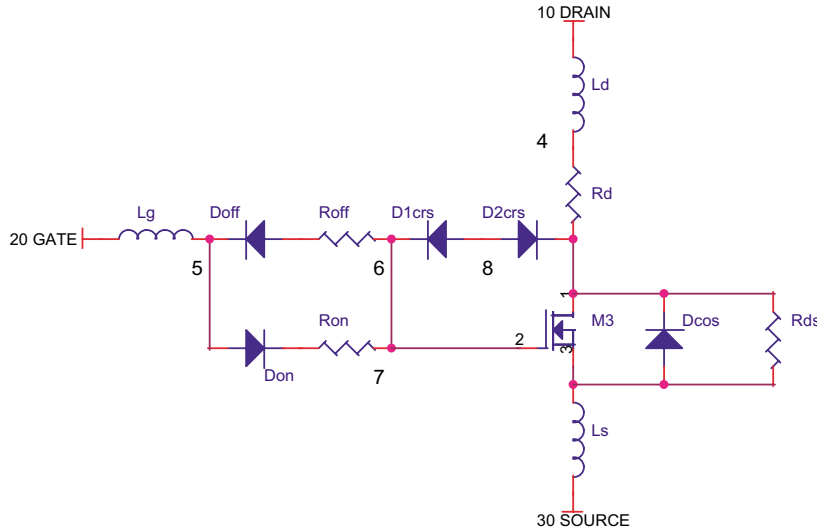 10 DRAIN
Ld
4
Rd
Lg
Doff
Roff
D1crs
D2crs
20 GATE
5
6
8
1
Ron
2
M3
3
Dcos
Rds
Don
7
Ls
30 SOURCE